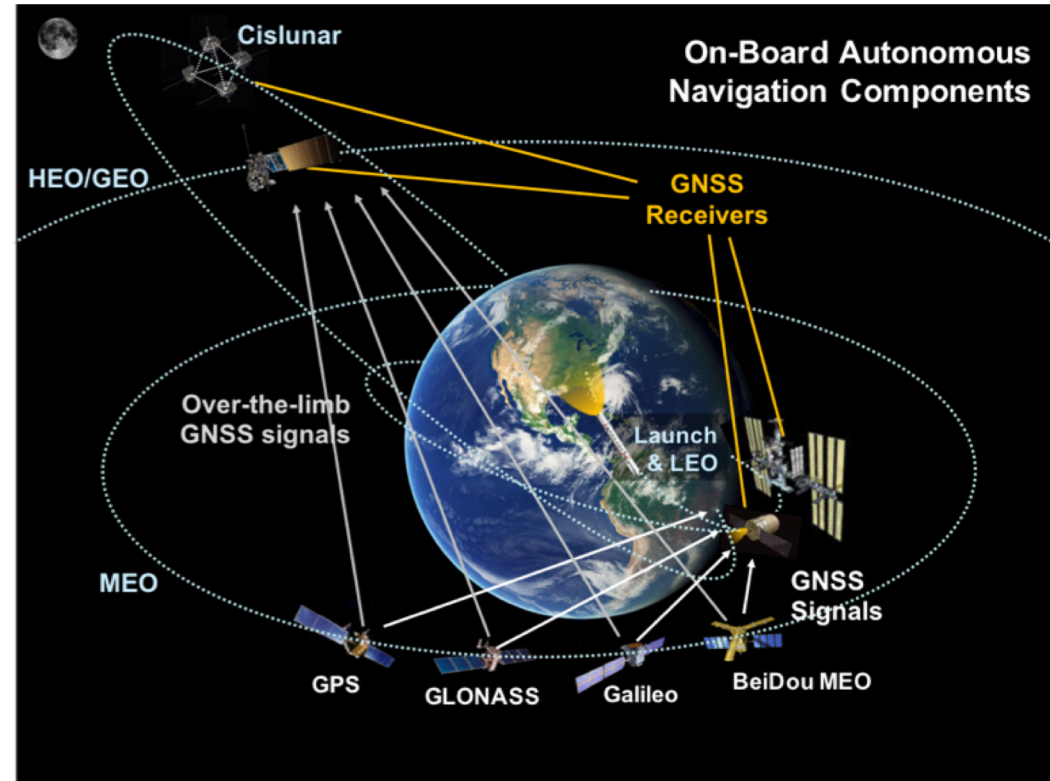 Cislunar
On-Board Autonomous
Navigation Components
HEO/GEO
GNSS
Receivers
Over-the-limb
GNSS signals
Launch
& LEO
MEO
GNSS
Signals
GPS
GLONASS
Galileo
BeiDou MEO